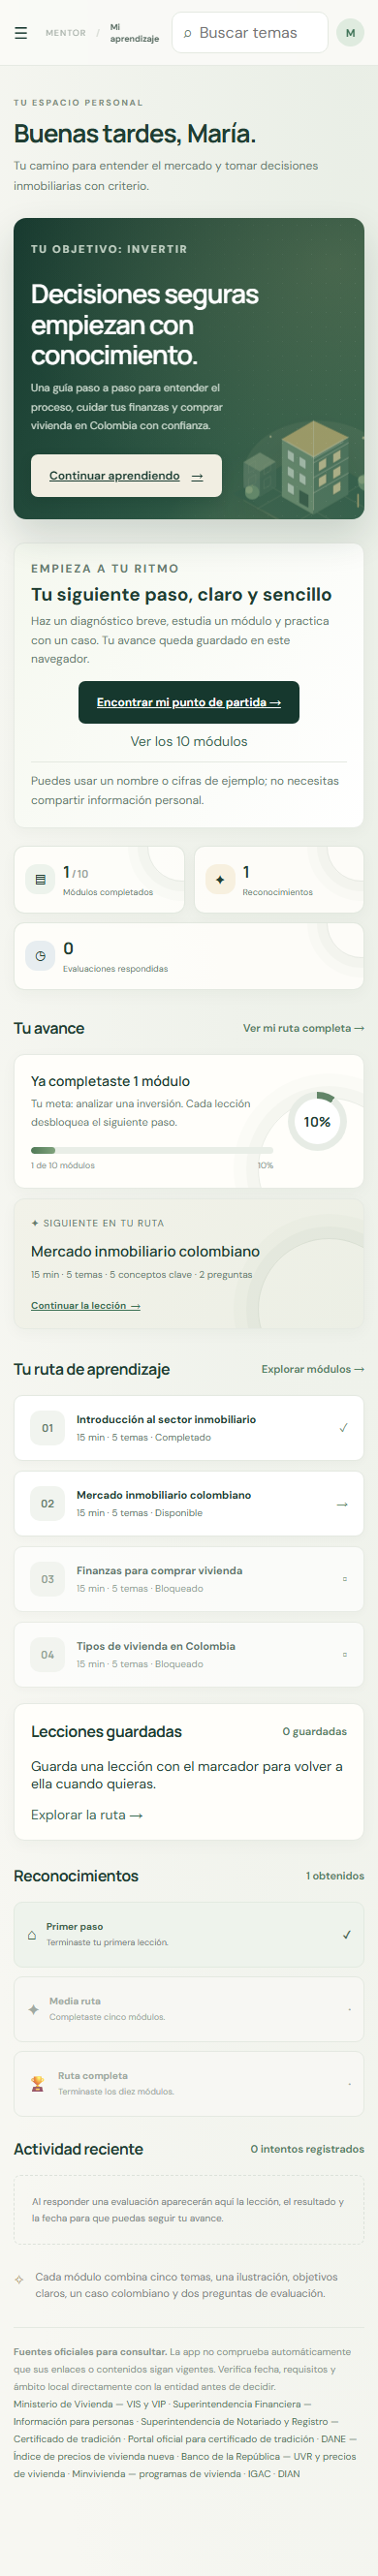 ☰ MENTOR / Mi aprendizaje ⌕ Buscar temas M
TU ESPACIO PERSONAL
Buenas tardes, María.
Tu camino para entender el mercado y tomar decisiones
inmobiliarias con criterio.
TU OBJETIVO: INVERTIR
Decisiones seguras
empiezan con
conocimiento.
Una guía paso a paso para entender el
proceso, cuidar tus finanzas y comprar
vivienda en Colombia con confianza.
Continuar aprendiendo →
EMPIEZA A TU RITMO
Tu siguiente paso, claro y sencillo
Haz un diagnóstico breve, estudia un módulo y practica
con un caso. Tu avance queda guardado en este
navegador.
Encontrar mi punto de partida →
Ver los 10 módulos
Puedes usar un nombre o cifras de ejemplo; no necesitas
compartir información personal.
1 / 10
Módulos completados
1
Reconocimientos
0
Evaluaciones respondidas
Tu avance
Ver mi ruta completa →
Ya completaste 1 módulo
Tu meta: analizar una inversión. Cada lección
desbloquea el siguiente paso.
1 de 10 módulos
10%
10%
✦ SIGUIENTE EN TU RUTA
Mercado inmobiliario colombiano
15 min · 5 temas · 5 conceptos clave · 2 preguntas
Continuar la lección →
Tu ruta de aprendizaje
Explorar módulos →
01
Introducción al sector inmobiliario
15 min · 5 temas · Completado
✓
02
Mercado inmobiliario colombiano
15 min · 5 temas · Disponible
→
03
Finanzas para comprar vivienda
15 min · 5 temas · Bloqueado
04
Tipos de vivienda en Colombia
15 min · 5 temas · Bloqueado
Lecciones guardadas
0 guardadas
Guarda una lección con el marcador para volver a
ella cuando quieras.
Explorar la ruta →
Reconocimientos
1 obtenidos
Primer paso
Terminaste tu primera lección.
✓
Media ruta
Completaste cinco módulos.
Ruta completa
Terminaste los diez módulos.
Actividad reciente
0 intentos registrados
Al responder una evaluación aparecerán aquí la lección, el resultado y
la fecha para que puedas seguir tu avance.
Cada módulo combina cinco temas, una ilustración, objetivos
claros, un caso colombiano y dos preguntas de evaluación.
Fuentes oficiales para consultar. La app no comprueba automáticamente
que sus enlaces o contenidos sigan vigentes. Verifica fecha, requisitos y
ámbito local directamente con la entidad antes de decidir.
Ministerio de Vivienda — VIS y VIP · Superintendencia Financiera —
Información para personas · Superintendencia de Notariado y Registro —
Certificado de tradición · Portal oficial para certificado de tradición · DANE —
Índice de precios de vivienda nueva · Banco de la República — UVR y precios
de vivienda · Minvivienda — programas de vivienda · IGAC · DIAN